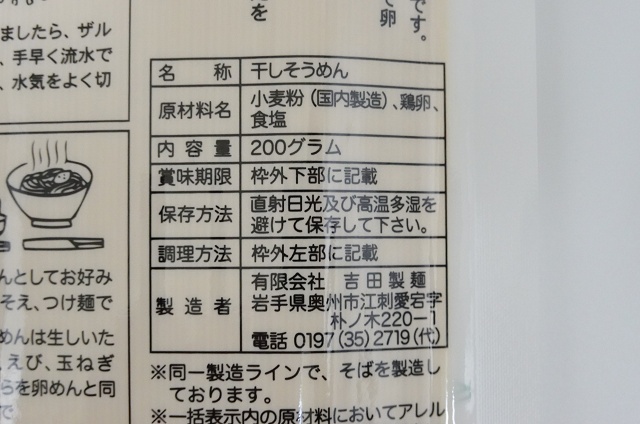 を
です。
で卵
ましたら、ザル
、手早く流水で
、水気をよく切
名称 干しそうめん
原材料名 小麦粉(国内製造)、鶏卵、
食塩
内容量 200グラム
賞味期限 枠外下部に記載
保存方法 直射日光及び高温多湿を
避けて保存して下さい。
調理方法 枠外左部に記載
製造者 有限会社 吉田製麺
岩手県奥州市江刺愛宕字
朴ノ木220-1
電話 0197(35)2719(代)
んとしてお好み
そえ、つけ麺で
めんは生しいた
、えび、玉ねぎ
らを卵めんと同
で
※同一製造ラインで、そばを製造し
ております。
※一括表示内の原材料においてアレル